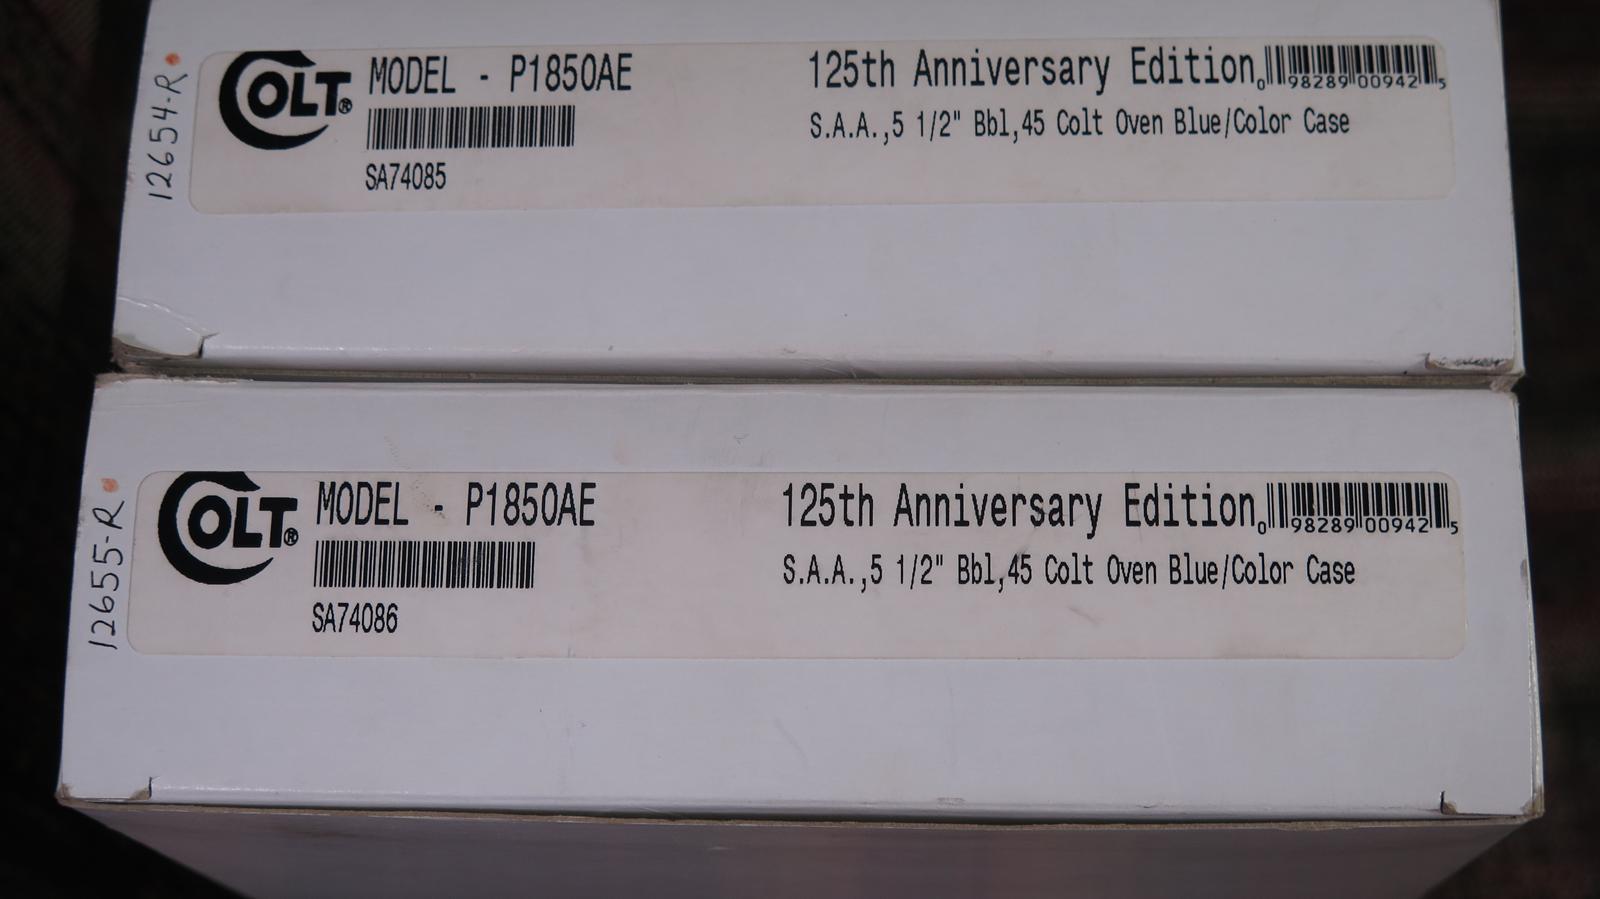 12654-R
COLT®
MODEL - P1850AE
SA74085
125th Anniversary Edition
0 98289 00942 5
S.A.A.,5 1/2" Bbl,45 Colt Oven Blue/Color Case
12655-R
COLT®
MODEL - P1850AE
SA74086
125th Anniversary Edition
0 98289 00942 5
S.A.A.,5 1/2" Bbl,45 Colt Oven Blue/Color Case